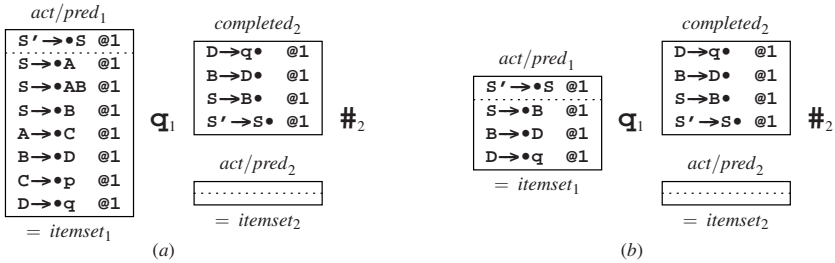 act/pred₁
S′→•S @1
S→•A @1
S→•AB @1
S→•B @1
A→•C @1
B→•D @1
C→•p @1
D→•q @1
= itemset₁
q₁
completed₂
D→q• @1
B→D• @1
S→B• @1
S′→S• @1
act/pred₂
= itemset₂
#₂
(a)
act/pred₁
S′→•S @1
S→•B @1
B→•D @1
D→•q @1
= itemset₁
q₁
completed₂
D→q• @1
B→D• @1
S→B• @1
S′→S• @1
act/pred₂
= itemset₂
#₂
(b)